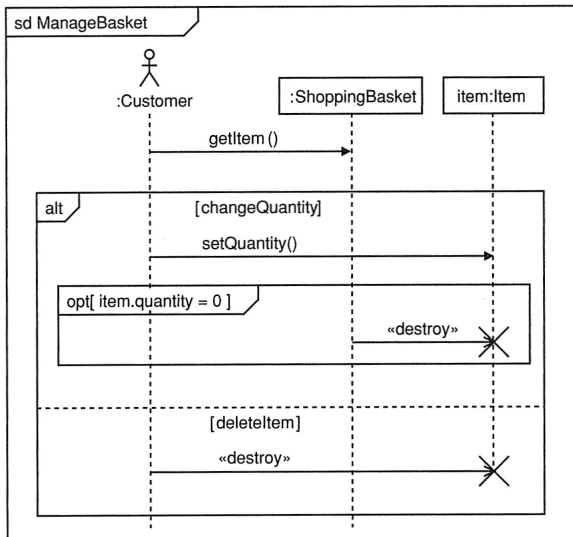 sd ManageBasket
:Customer
:ShoppingBasket
item:Item
getItem ()
alt
[changeQuantity]
setQuantity()
opt[ item.quantity = 0 ]
«destroy»
[deleteItem]
«destroy»